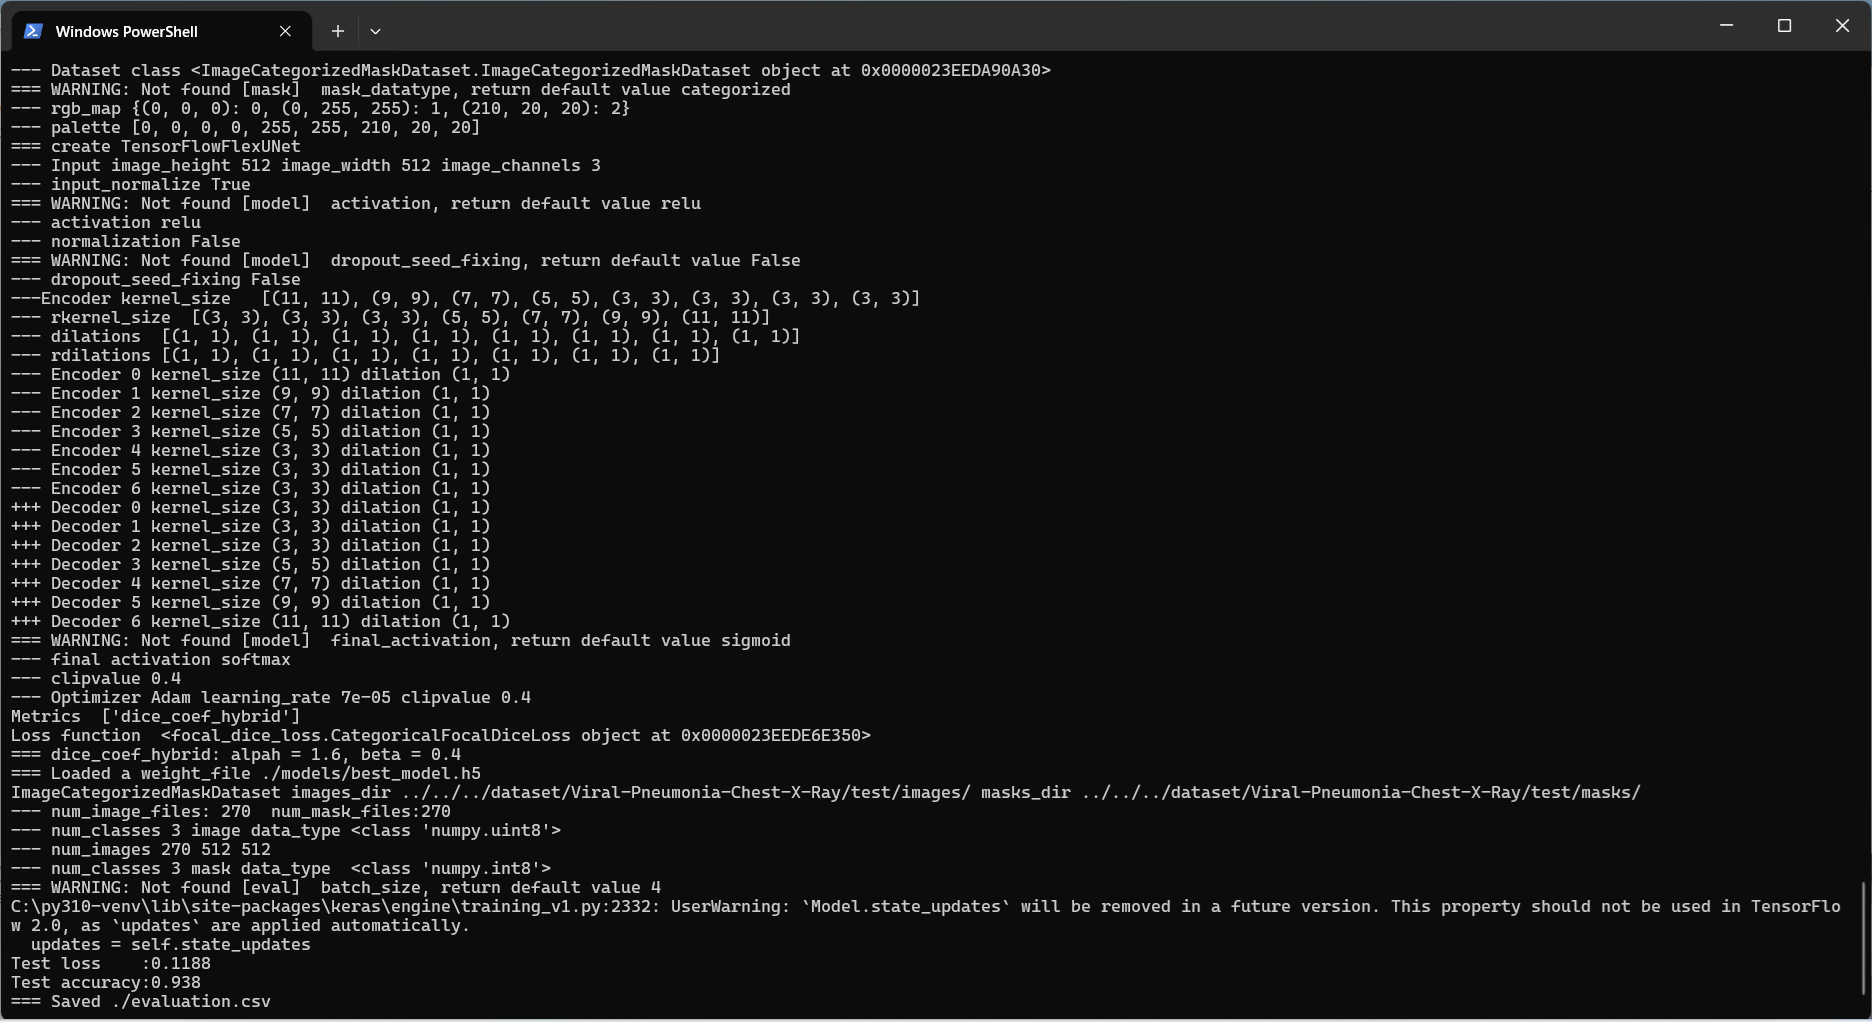 Windows PowerShell
--- Dataset class <ImageCategorizedMaskDataset.ImageCategorizedMaskDataset object at 0x0000023EEDA90A30>
=== WARNING: Not found [mask]  mask_datatype, return default value categorized
--- rgb_map {(0, 0, 0): 0, (0, 255, 255): 1, (210, 20, 20): 2}
--- palette [0, 0, 0, 0, 255, 255, 210, 20, 20]
=== create TensorFlowFlexUNet
--- Input image_height 512 image_width 512 image_channels 3
--- input_normalize True
=== WARNING: Not found [model]  activation, return default value relu
--- activation relu
--- normalization False
=== WARNING: Not found [model]  dropout_seed_fixing, return default value False
--- dropout_seed_fixing False
---Encoder kernel_size   [(11, 11), (9, 9), (7, 7), (5, 5), (3, 3), (3, 3), (3, 3), (3, 3)]
--- rkernel_size  [(3, 3), (3, 3), (3, 3), (5, 5), (7, 7), (9, 9), (11, 11)]
--- dilations  [(1, 1), (1, 1), (1, 1), (1, 1), (1, 1), (1, 1), (1, 1), (1, 1)]
--- rdilations [(1, 1), (1, 1), (1, 1), (1, 1), (1, 1), (1, 1), (1, 1)]
--- Encoder 0 kernel_size (11, 11) dilation (1, 1)
--- Encoder 1 kernel_size (9, 9) dilation (1, 1)
--- Encoder 2 kernel_size (7, 7) dilation (1, 1)
--- Encoder 3 kernel_size (5, 5) dilation (1, 1)
--- Encoder 4 kernel_size (3, 3) dilation (1, 1)
--- Encoder 5 kernel_size (3, 3) dilation (1, 1)
--- Encoder 6 kernel_size (3, 3) dilation (1, 1)
+++ Decoder 0 kernel_size (3, 3) dilation (1, 1)
+++ Decoder 1 kernel_size (3, 3) dilation (1, 1)
+++ Decoder 2 kernel_size (3, 3) dilation (1, 1)
+++ Decoder 3 kernel_size (5, 5) dilation (1, 1)
+++ Decoder 4 kernel_size (7, 7) dilation (1, 1)
+++ Decoder 5 kernel_size (9, 9) dilation (1, 1)
+++ Decoder 6 kernel_size (11, 11) dilation (1, 1)
=== WARNING: Not found [model]  final_activation, return default value sigmoid
--- final activation softmax
--- clipvalue 0.4
--- Optimizer Adam learning_rate 7e-05 clipvalue 0.4
Metrics  ['dice_coef_hybrid']
Loss function  <focal_dice_loss.CategoricalFocalDiceLoss object at 0x0000023EEDE6E350>
=== dice_coef_hybrid: alpah = 1.6, beta = 0.4
=== Loaded a weight_file ./models/best_model.h5
ImageCategorizedMaskDataset images_dir ../../../dataset/Viral-Pneumonia-Chest-X-Ray/test/images/ masks_dir ../../../dataset/Viral-Pneumonia-Chest-X-Ray/test/masks/
--- num_image_files: 270  num_mask_files:270
--- num_classes 3 image data_type <class 'numpy.uint8'>
--- num_images 270 512 512
--- num_classes 3 mask data_type  <class 'numpy.int8'>
=== WARNING: Not found [eval]  batch_size, return default value 4
C:\py310-venv\lib\site-packages\keras\engine\training_v1.py:2332: UserWarning: `Model.state_updates` will be removed in a future version. This property should not be used in TensorFlo
w 2.0, as `updates` are applied automatically.
  updates = self.state_updates
Test loss    :0.1188
Test accuracy:0.938
=== Saved ./evaluation.csv